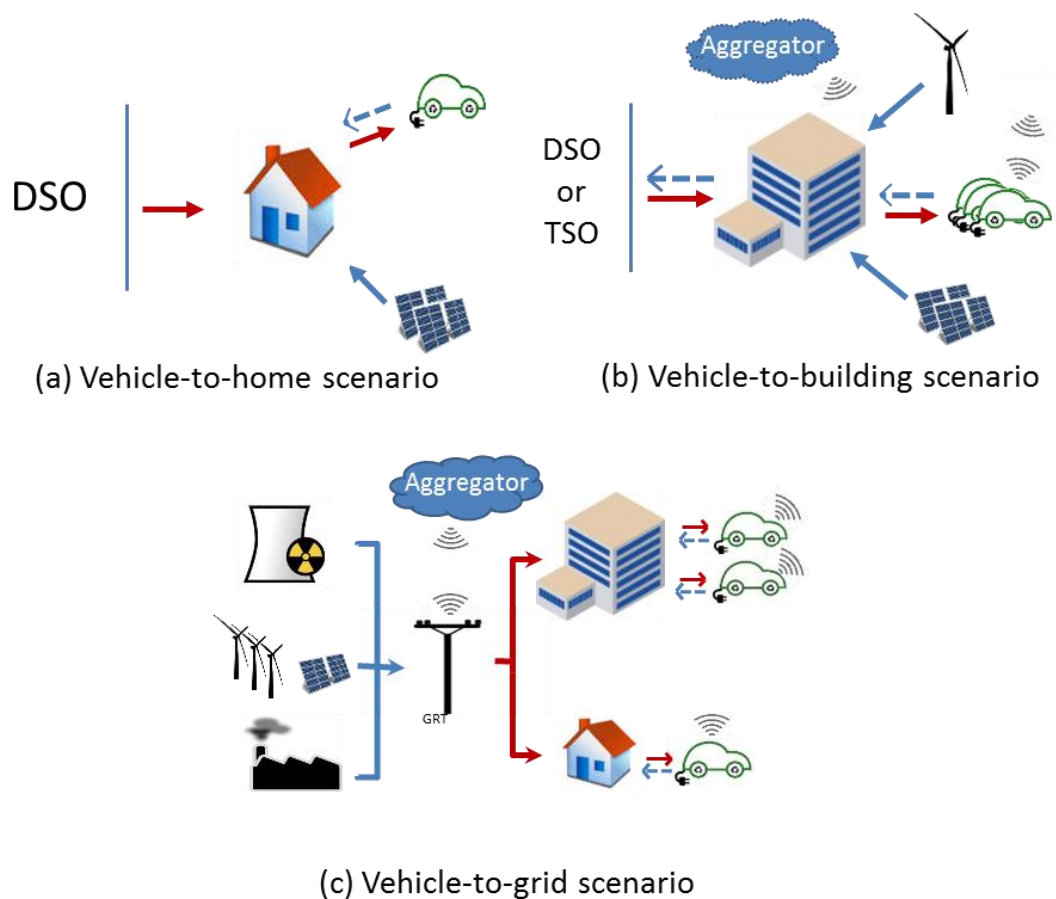 DSO
(a) Vehicle-to-home scenario
Aggregator
DSO
or
TSO
(b) Vehicle-to-building scenario
Aggregator
GRT
(c) Vehicle-to-grid scenario